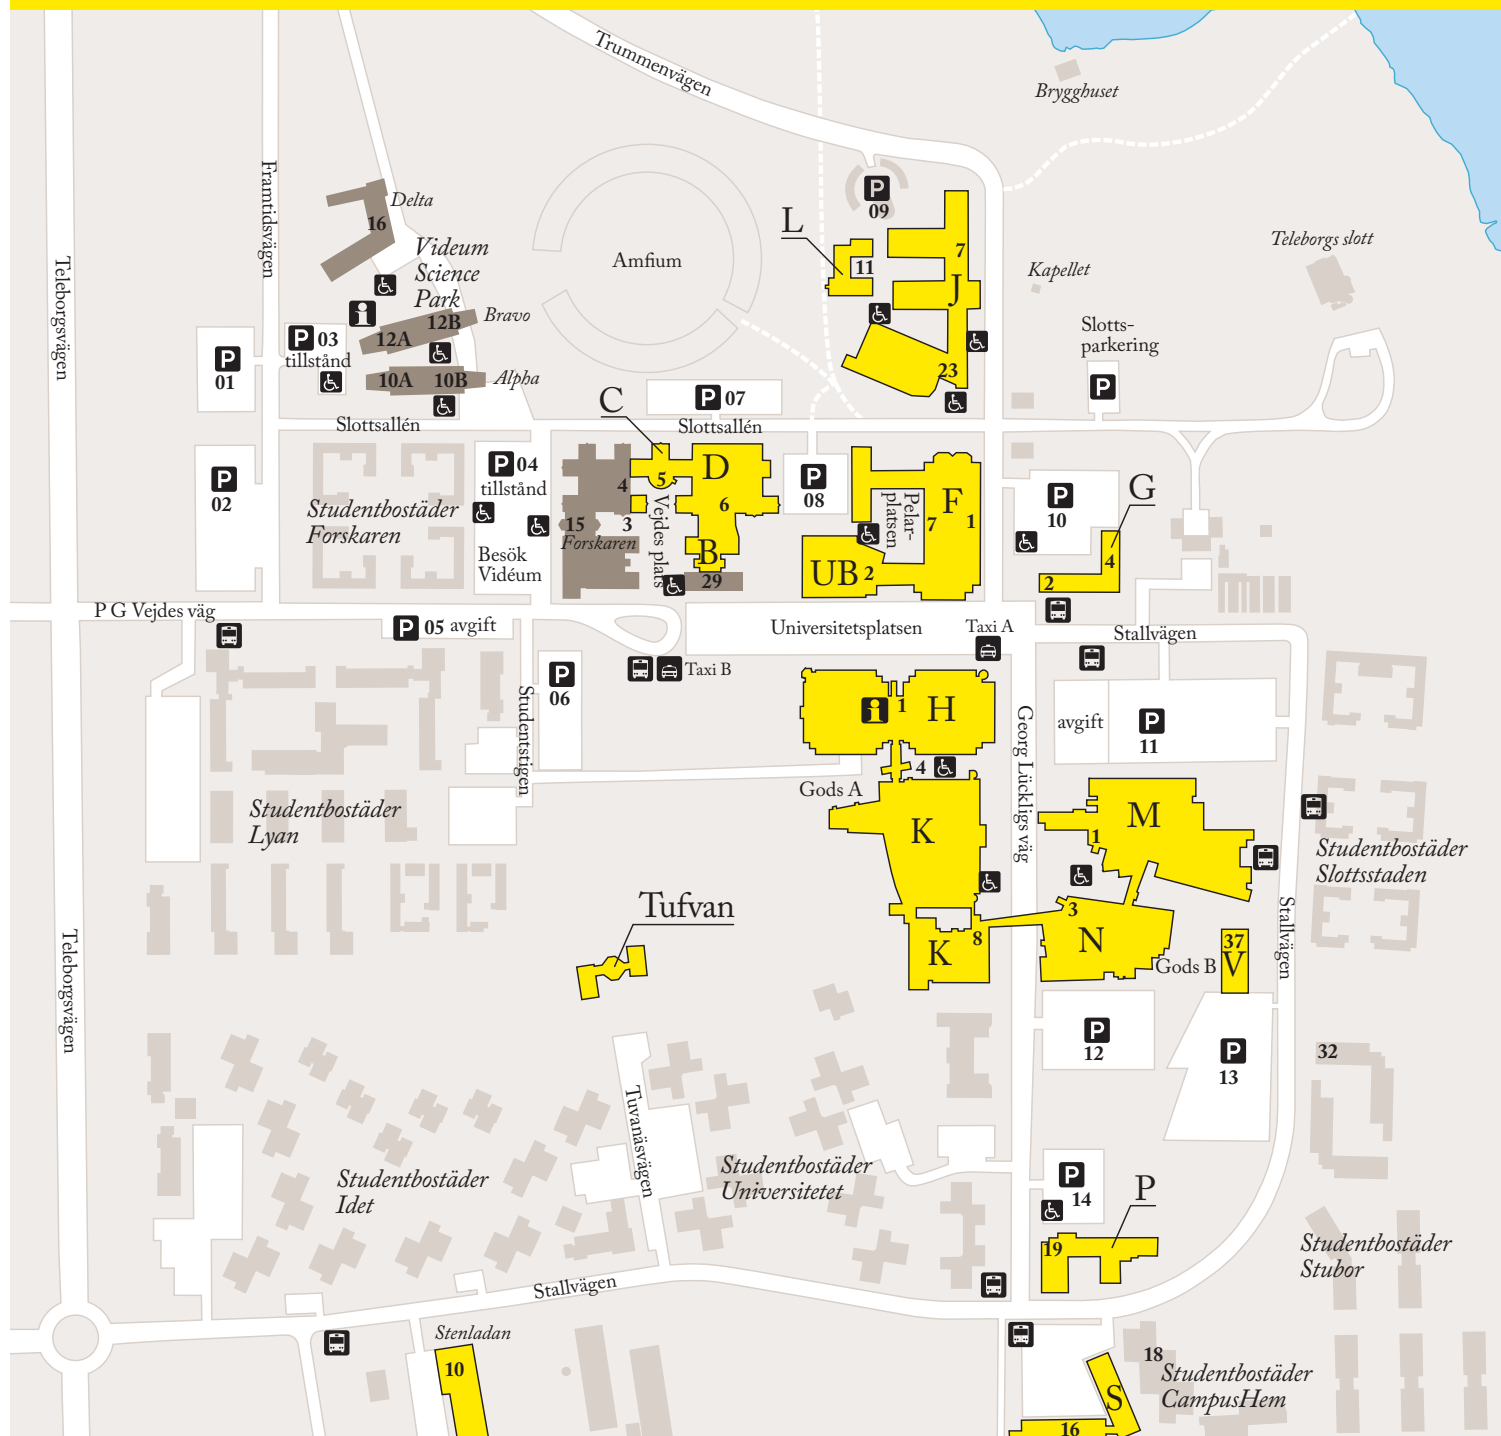 Trummenvägen
Brygghuset
Framtidsvägen
Delta
16
P
09
L
Videum
Science
Park
Amfium
11
7
J
Teleborgs slott
Kapellet
Teleborgsvägen
12B
Bravo
12A
P 03
tillstånd
P
01
Slotts-
parkering
P
10A
10B
Alpha
23
P 07
C
Slottsallén
Slottsallén
P
02
P 04
tillstånd
4
5
D
6
P
08
Pelar-
platsen
7
F
1
P
10
G
4
2
Studentbostäder
Forskaren
15
3
Forskaren
Vejdes plats
B
29
Besök
Vidéum
UB
2
P G Vejdes väg
P 05 avgift
Universitetsplatsen
Taxi A
Stallvägen
Taxi B
P
06
Studentstigen
1
H
Georg Lückligs väg
avgift
P
11
4
Gods A
K
M
1
Studentbostäder
Lyan
Studentbostäder
Slottsstaden
Tufvan
K
8
3
N
Gods B
37
V
Stallvägen
Teleborgsvägen
P
12
P
13
32
Tuvanäsvägen
Studentbostäder
Idet
Studentbostäder
Universitetet
P
14
P
19
Studentbostäder
Stubor
Stallvägen
Stenladan
10
18
Studentbostäder
CampusHem
S
16